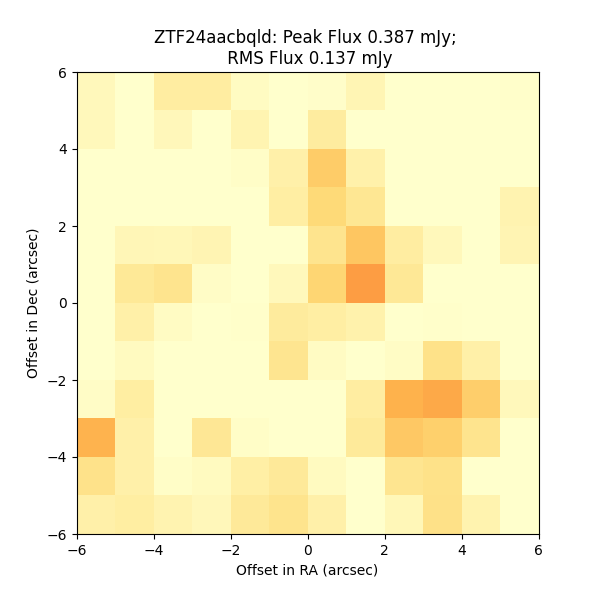 ZTF24aacbqld: Peak Flux 0.387 mJy;
RMS Flux 0.137 mJy
6
4
2
0
−2
−4
−6
Offset in Dec (arcsec)
−6 −4 −2 0 2 4 6
Offset in RA (arcsec)